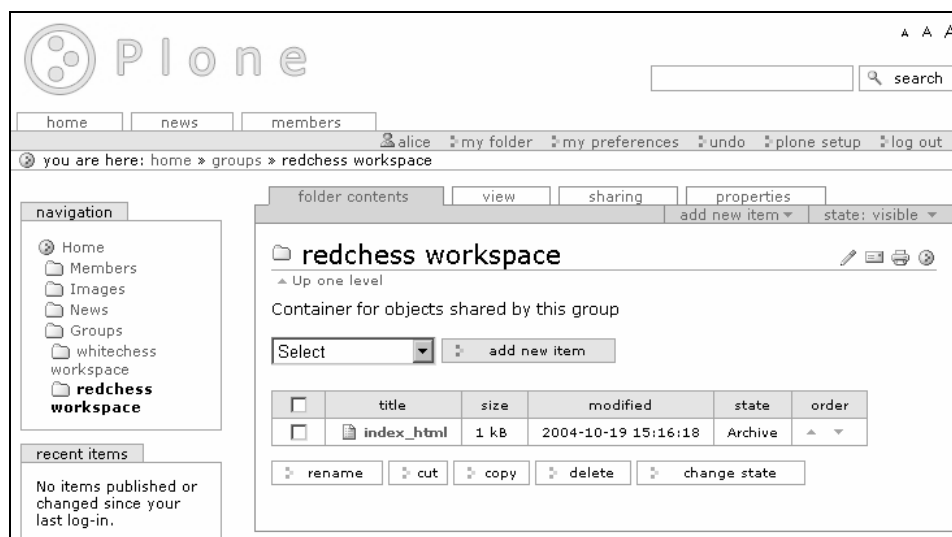 A A A
Plone
search
home news members
alice my folder my preferences undo plone setup log out
you are here: home » groups » redchess workspace
navigation
Home
Members
Images
News
Groups
whitechess
workspace
redchess
workspace
recent items
No items published or
changed since your
last log-in.
folder contents view sharing properties
add new item state: visible
redchess workspace
Up one level
Container for objects shared by this group
Select add new item
title size modified state order
index_html 1 kB 2004-10-19 15:16:18 Archive
rename cut copy delete change state